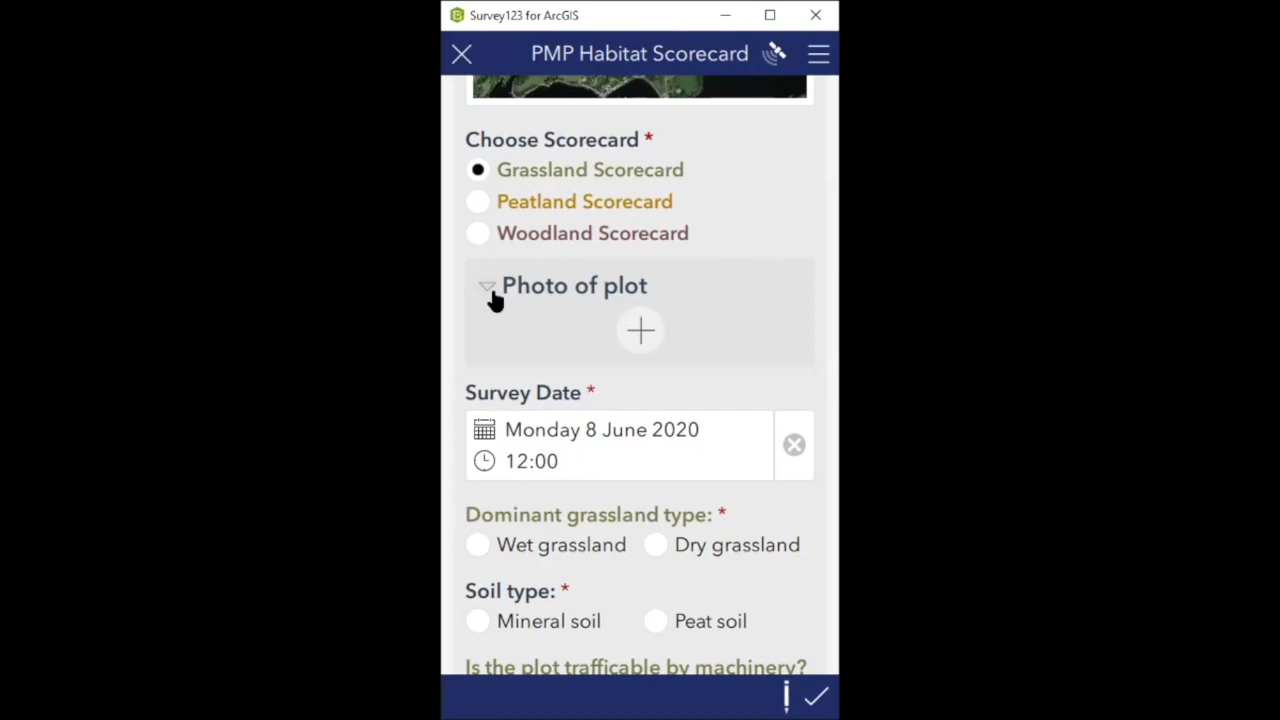 Survey123 for ArcGIS
PMP Habitat Scorecard
Choose Scorecard *
Grassland Scorecard
Peatland Scorecard
Woodland Scorecard
Photo of plot
Survey Date *
Monday 8 June 2020
12:00
Dominant grassland type: *
Wet grassland Dry grassland
Soil type: *
Mineral soil Peat soil
Is the plot trafficable by machinery?